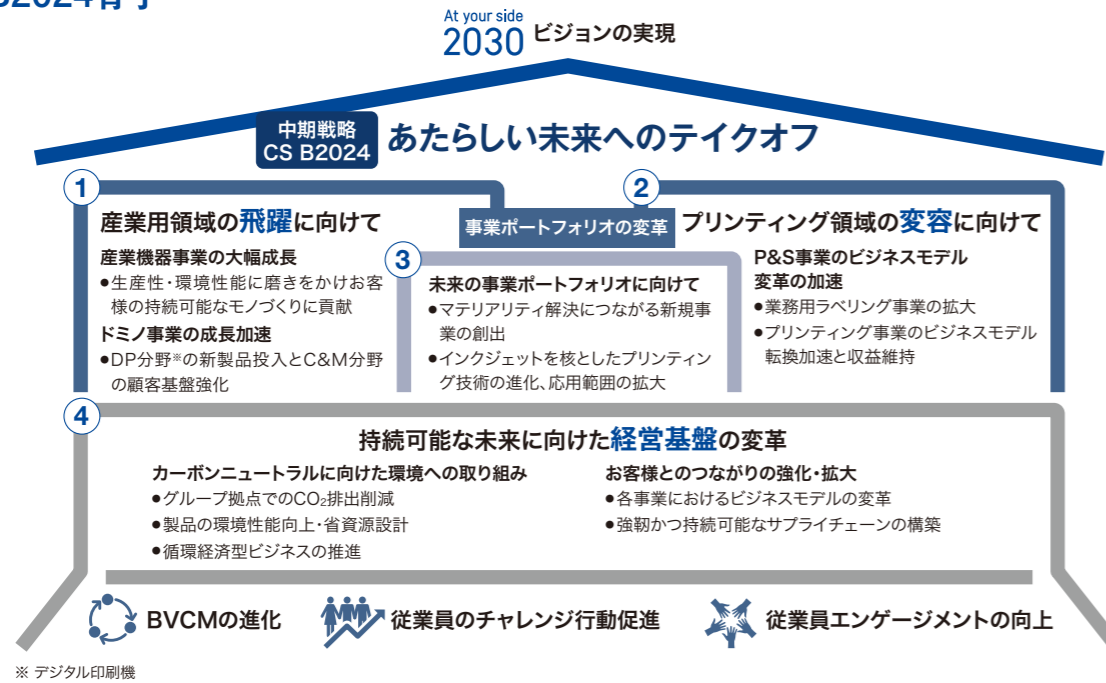 At your side
2030 ビジョンの実現
中期戦略
CS B2024
あたらしい未来へのテイクオフ
1
産業用領域の飛躍に向けて
産業機器事業の大幅成長
●生産性・環境性能に磨きをかけお客
様の持続可能なモノづくりに貢献
ドミノ事業の成長加速
●DP分野※の新製品投入とC&M分野
の顧客基盤強化
事業ポートフォリオの変革
3
未来の事業ポートフォリオに向けて
●マテリアリティ解決につながる新規事
業の創出
●インクジェットを核としたプリンティン
グ技術の進化、応用範囲の拡大
2
プリンティング領域の変容に向けて
P&S事業のビジネスモデル
変革の加速
●業務用ラベリング事業の拡大
●プリンティング事業のビジネスモデル
転換加速と収益維持
4
持続可能な未来に向けた経営基盤の変革
カーボンニュートラルに向けた環境への取り組み
●グループ拠点でのCO₂排出削減
●製品の環境性能向上・省資源設計
●循環経済型ビジネスの推進
お客様とのつながりの強化・拡大
●各事業におけるビジネスモデルの変革
●強靭かつ持続可能なサプライチェーンの構築
BVCMの進化
従業員のチャレンジ行動促進
従業員エンゲージメントの向上
※ デジタル印刷機